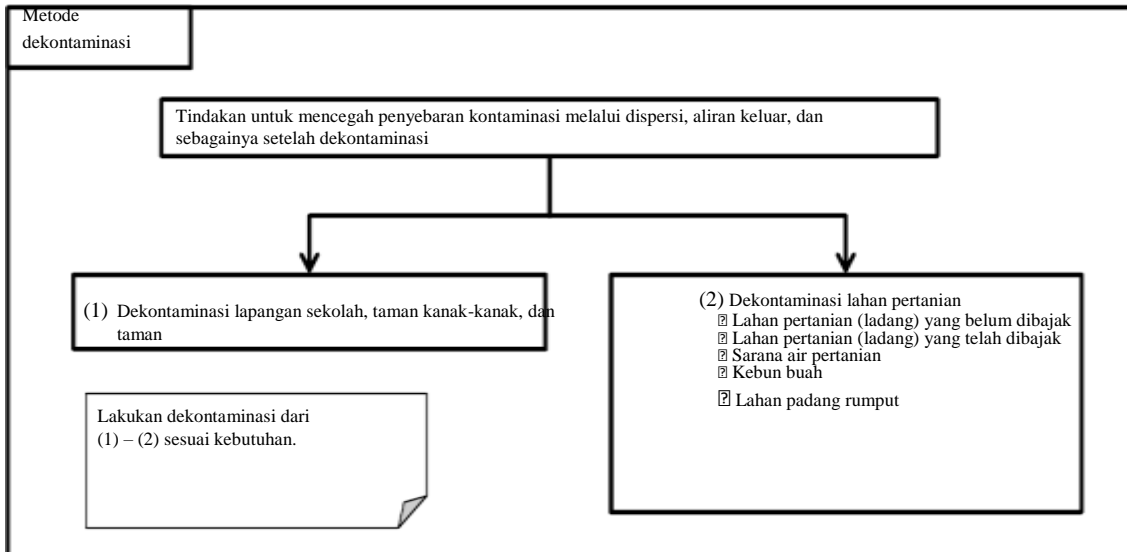 Metode
dekontaminasi
Tindakan untuk mencegah penyebaran kontaminasi melalui dispersi, aliran keluar, dan
sebagainya setelah dekontaminasi
(1) Dekontaminasi lapangan sekolah, taman kanak-kanak, dan
taman
(2) Dekontaminasi lahan pertanian
⍰ Lahan pertanian (ladang) yang belum dibajak
⍰ Lahan pertanian (ladang) yang telah dibajak
⍰ Sarana air pertanian
⍰ Kebun buah
⍰ Lahan padang rumput
Lakukan dekontaminasi dari
(1) – (2) sesuai kebutuhan.